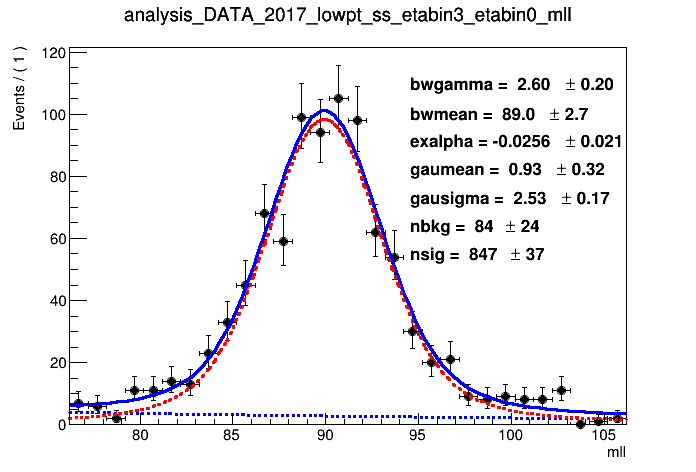 analysis_DATA_2017_lowpt_ss_etabin3_etabin0_mll
Events / ( 1 )
120
100
80
60
40
20
0
bwgamma = 2.60 ± 0.20
bwmean = 89.0 ± 2.7
exalpha = -0.0256 ± 0.021
gaumean = 0.93 ± 0.32
gausigma = 2.53 ± 0.17
nbkg = 84 ± 24
nsig = 847 ± 37
80 85 90 95 100 105
mll